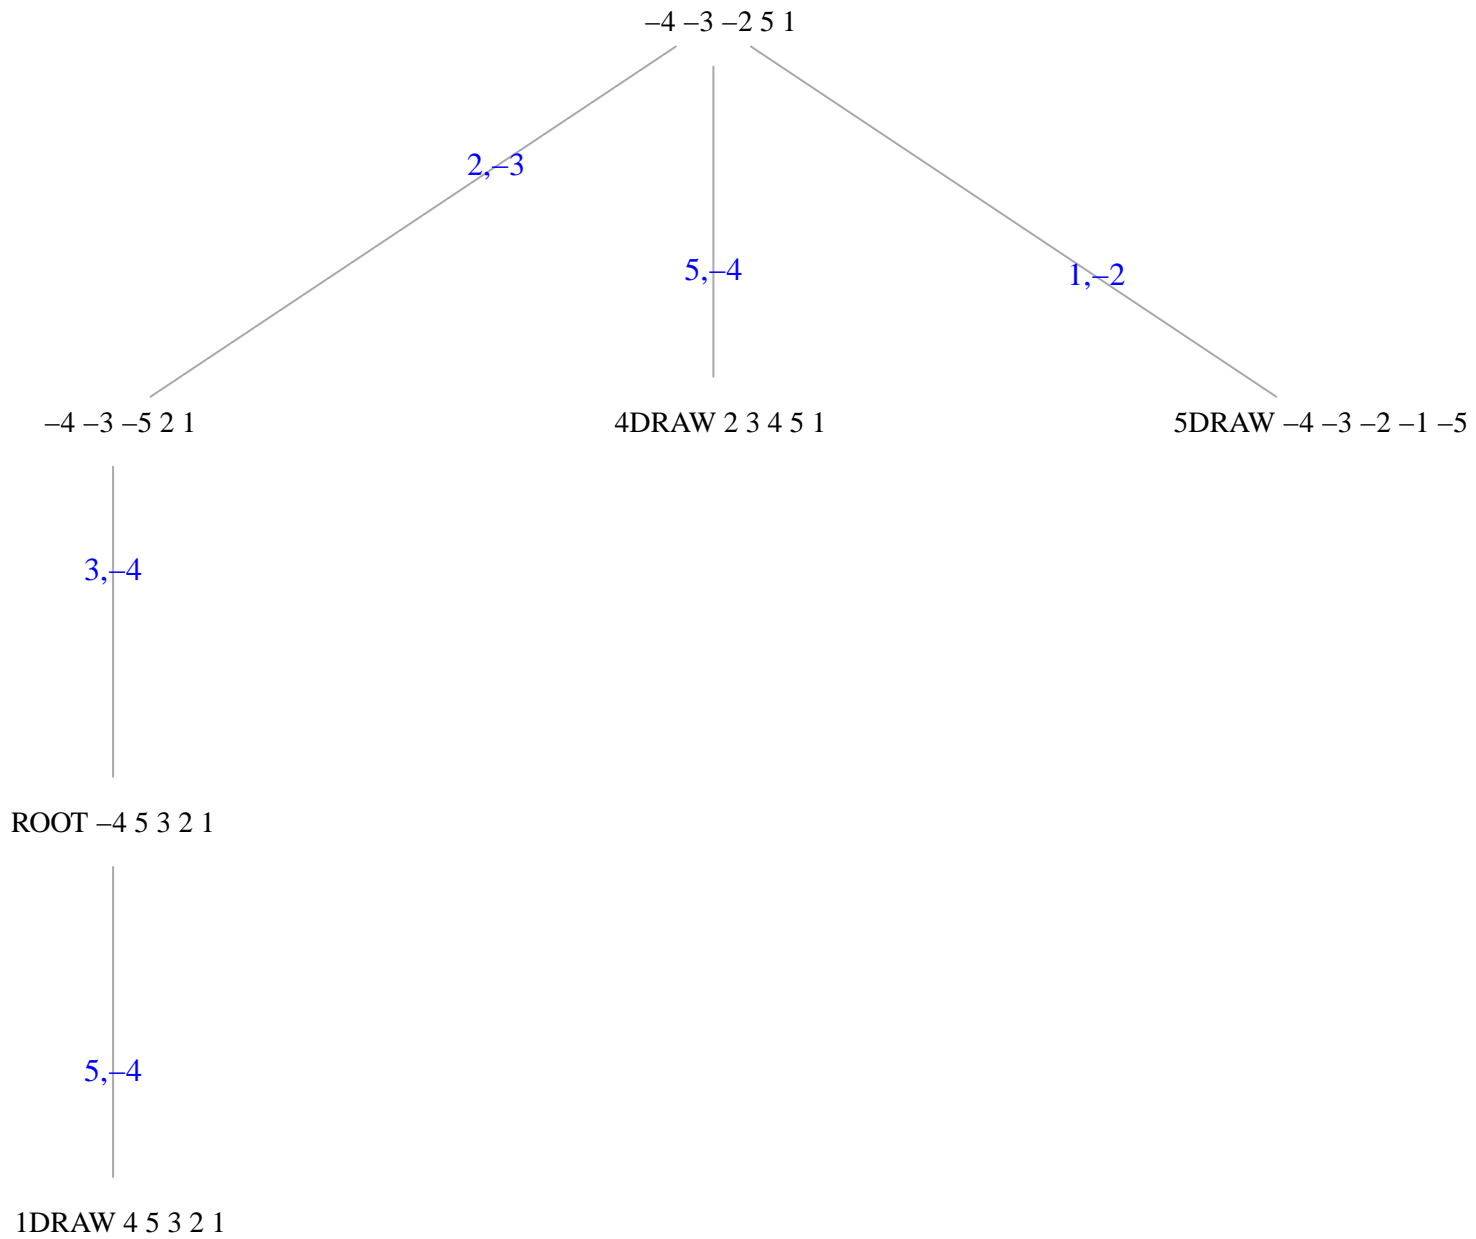 –4 –3 –2 5 1
2,–3
5,–4
1,–2
–4 –3 –5 2 1
4DRAW 2 3 4 5 1
5DRAW –4 –3 –2 –1 –5
3,–4
ROOT –4 5 3 2 1
5,–4
1DRAW 4 5 3 2 1